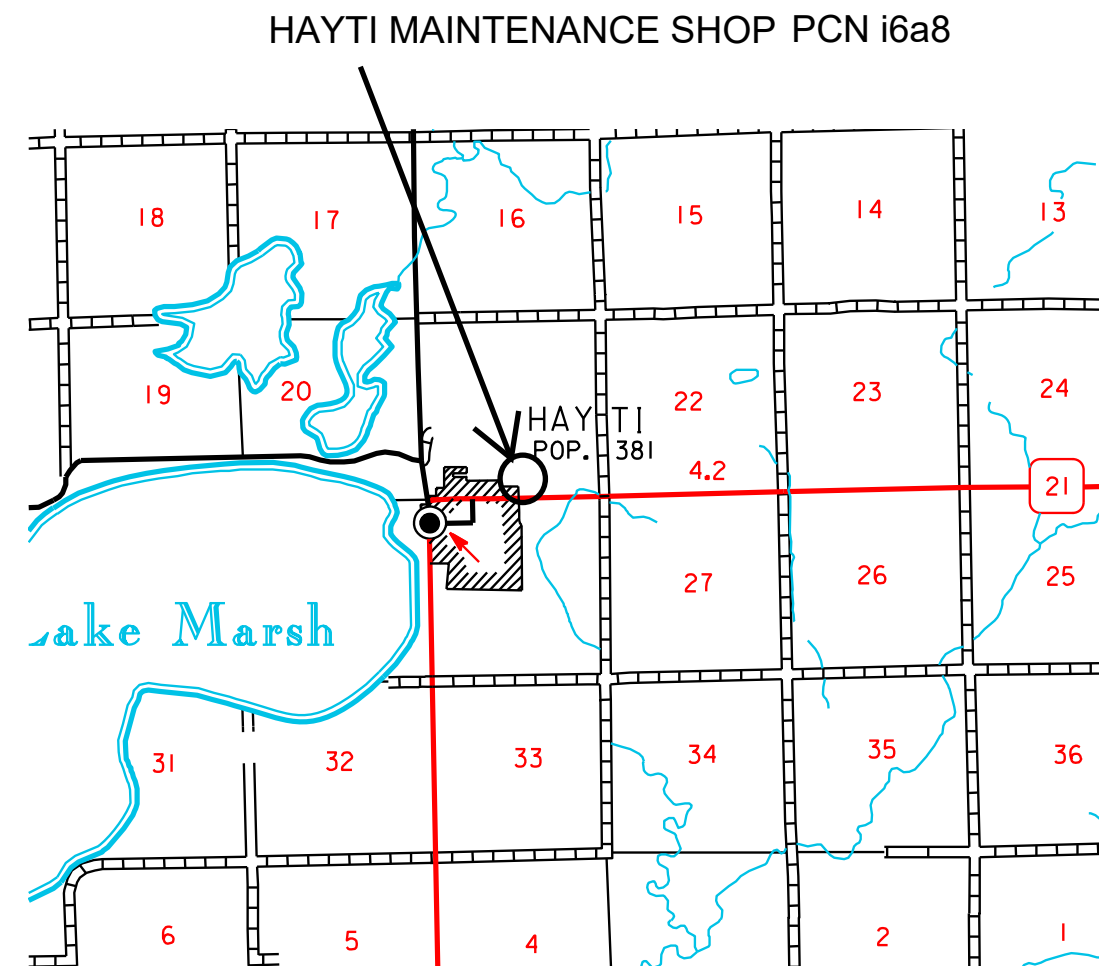 HAYTI MAINTENANCE SHOP PCN i6a8
18 17 16 15 14 13
19 20 22 23 24
HAYTI
POP. 381
4.2
21
27 26 25
Lake Marsh
31 32 33 34 35 36
6 5 4 2 1